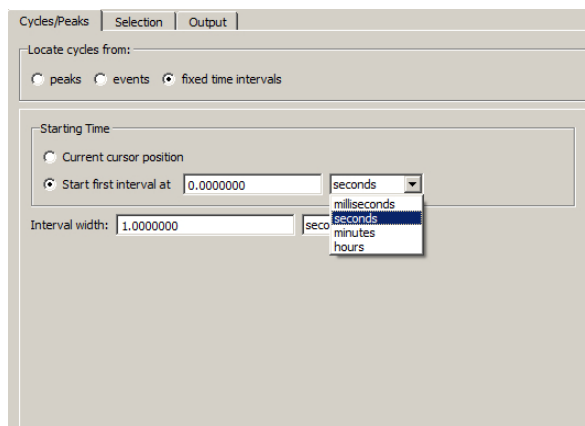 Cycles/Peaks Selection Output
Locate cycles from:
peaks events fixed time intervals
Starting Time
Current cursor position
Start first interval at 0.0000000 seconds
milliseconds
seconds
Interval width: 1.0000000 seco
minutes
hours